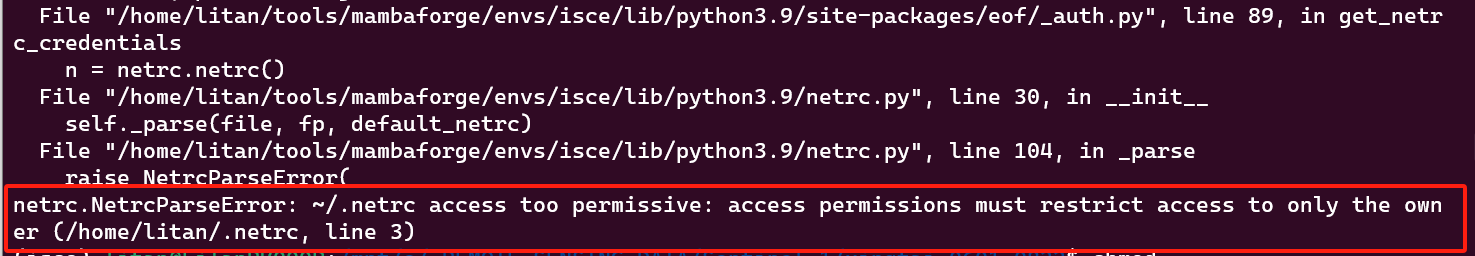 File "/home/litan/tools/mambaforge/envs/isce/lib/python3.9/site-packages/eof/_auth.py", line 89, in get_netr
c_credentials
    n = netrc.netrc()
  File "/home/litan/tools/mambaforge/envs/isce/lib/python3.9/netrc.py", line 30, in __init__
    self._parse(file, fp, default_netrc)
  File "/home/litan/tools/mambaforge/envs/isce/lib/python3.9/netrc.py", line 104, in _parse
    raise NetrcParseError(
netrc.NetrcParseError: ~/.netrc access too permissive: access permissions must restrict access to only the own
er (/home/litan/.netrc, line 3)